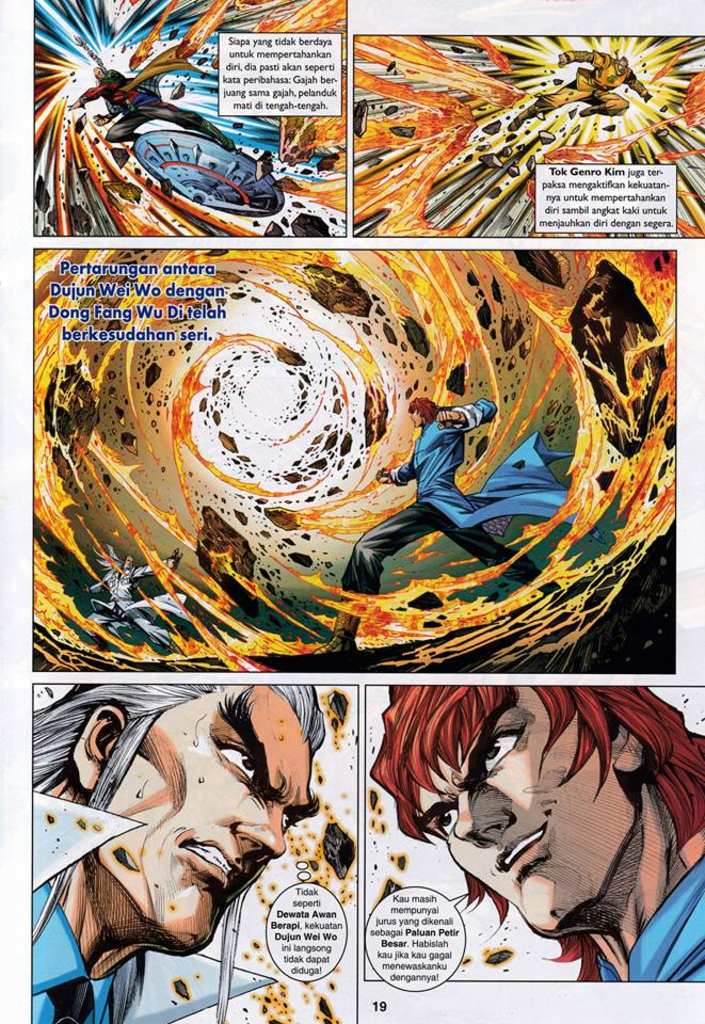 Siapa yang tidak berdaya
untuk mempertahankan
diri, dia pasti akan seperti
kata peribahasa: Gajah ber-
juang sama gajah, pelanduk
mati di tengah-tengah.
Tok Genro Kim juga ter-
paksa mengaktifkan kekuatan-
nya untuk mempertahankan
diri sambil angkat kaki untuk
menjauhkan diri dengan segera.
Pertarungan antara
Dujun Wei Wo dengan
Dong Fang Wu Di telah
berkesudahan seri.
Tidak
seperti
Dewata Awan
Berapi, kekuatan
Dujun Wei Wo
ini langsong
tidak dapat
diduga!
Kau masih
mempunyai
jurus yang dikenali
sebagai Paluan Petir
Besar. Habislah
kau jika kau gagal
menewaskanku
dengannya!
19